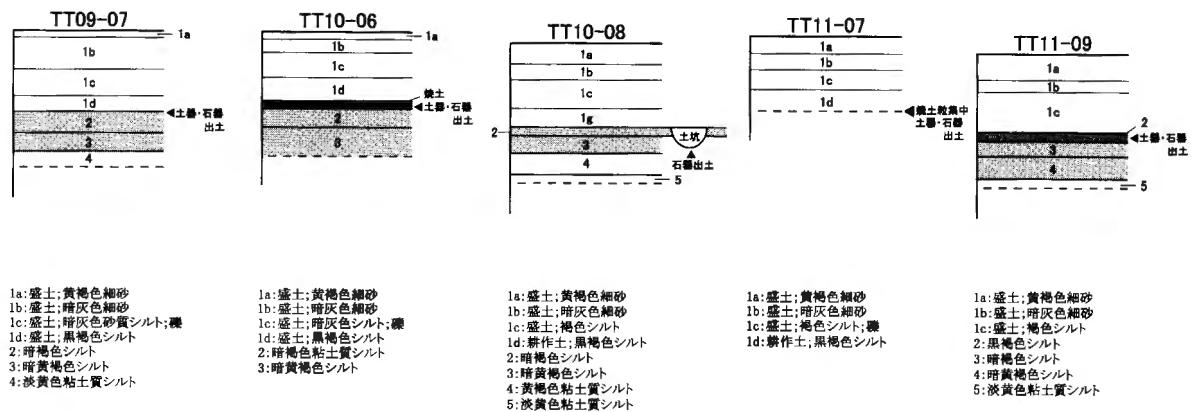 TT09-07
1a
1b
1c
1d
◀土器・石器
出土
2
3
4
TT10-06
1a
1b
1c
1d
焼土
◀土器・石器
出土
2
3
TT10-08
1a
1b
1c
1g
2
土坑
3
▲
石器出土
4
5
TT11-07
1a
1b
1c
1d
◀焼土粒集中
土器・石器
出土
TT11-09
1a
1b
1c
2
◀土器・石器
出土
3
4
5
1a:盛土;黄褐色細砂
1b:盛土;暗灰色細砂
1c:盛土;暗灰色砂質シルト;礫
1d:盛土;黒褐色シルト
2:暗褐色シルト
3:暗黄褐色シルト
4:淡黄色粘土質シルト
1a:盛土;黄褐色細砂
1b:盛土;暗灰色細砂
1c:盛土;暗灰色シルト;礫
1d:盛土;黒褐色シルト
2:暗褐色粘土質シルト
3:暗黄褐色シルト
1a:盛土;黄褐色細砂
1b:盛土;暗灰色細砂
1c:盛土;褐色シルト
1d:耕作土;黒褐色シルト
2:暗褐色シルト
3:暗黄褐色シルト
4:黄褐色粘土質シルト
5:淡黄色粘土質シルト
1a:盛土;黄褐色細砂
1b:盛土;暗灰色細砂
1c:盛土;褐色シルト;礫
1d:耕作土;黒褐色シルト
1a:盛土;黄褐色細砂
1b:盛土;暗灰色細砂
1c:盛土;褐色シルト
2:黒褐色シルト
3:暗褐色シルト
4:暗黄褐色シルト
5:淡黄色粘土質シルト